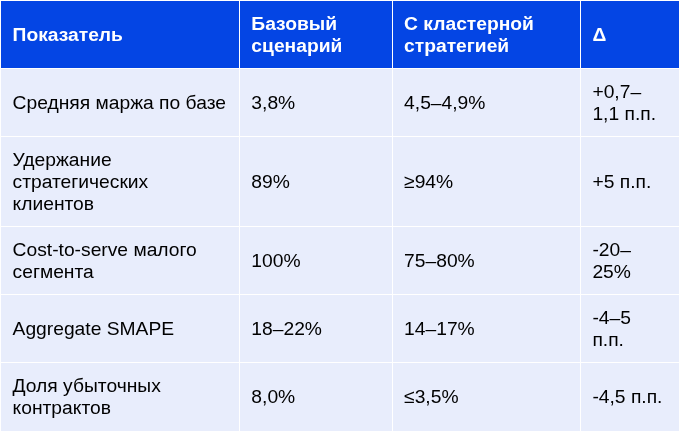 Показатель
Базовый
сценарий
С кластерной
стратегией
Δ
Средняя маржа по базе
3,8%
4,5–4,9%
+0,7–
1,1 п.п.
Удержание
стратегических
клиентов
89%
≥94%
+5 п.п.
Cost-to-serve малого
сегмента
100%
75–80%
-20–
25%
Aggregate SMAPE
18–22%
14–17%
-4–5
п.п.
Доля убыточных
контрактов
8,0%
≤3,5%
-4,5 п.п.